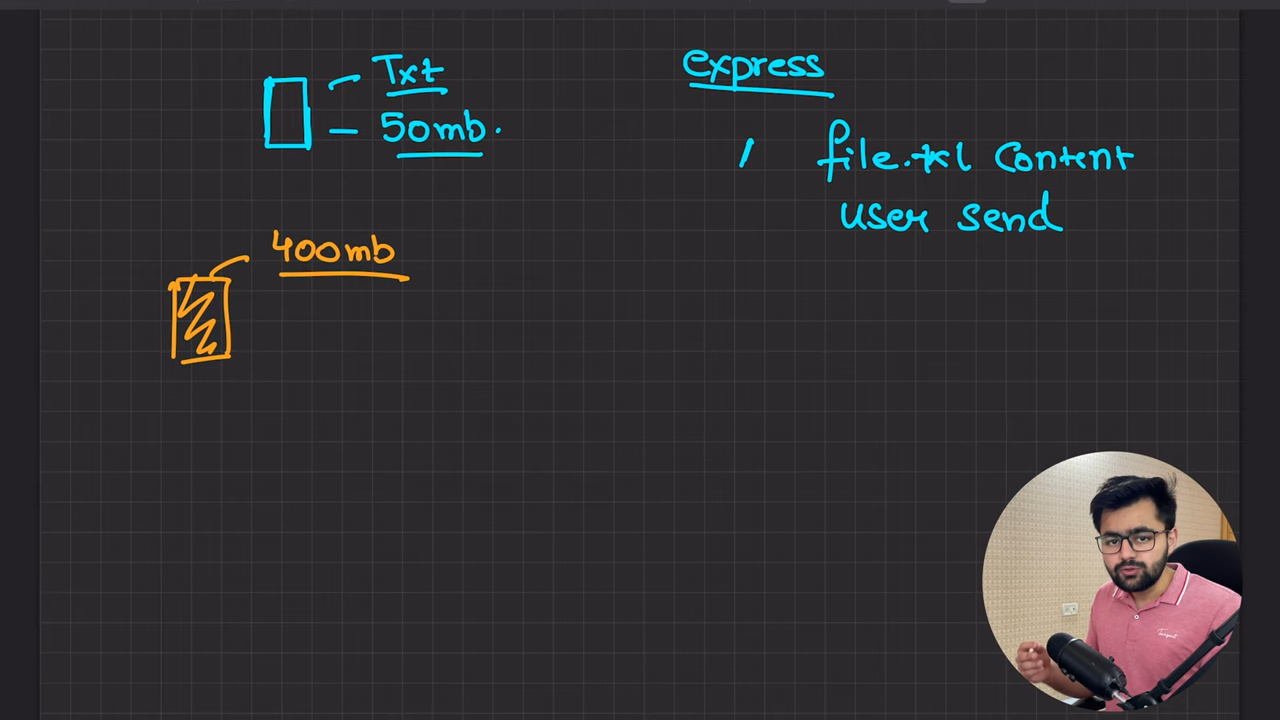 Txt
50mb.
400mb
express
/ file.txt Content
user send